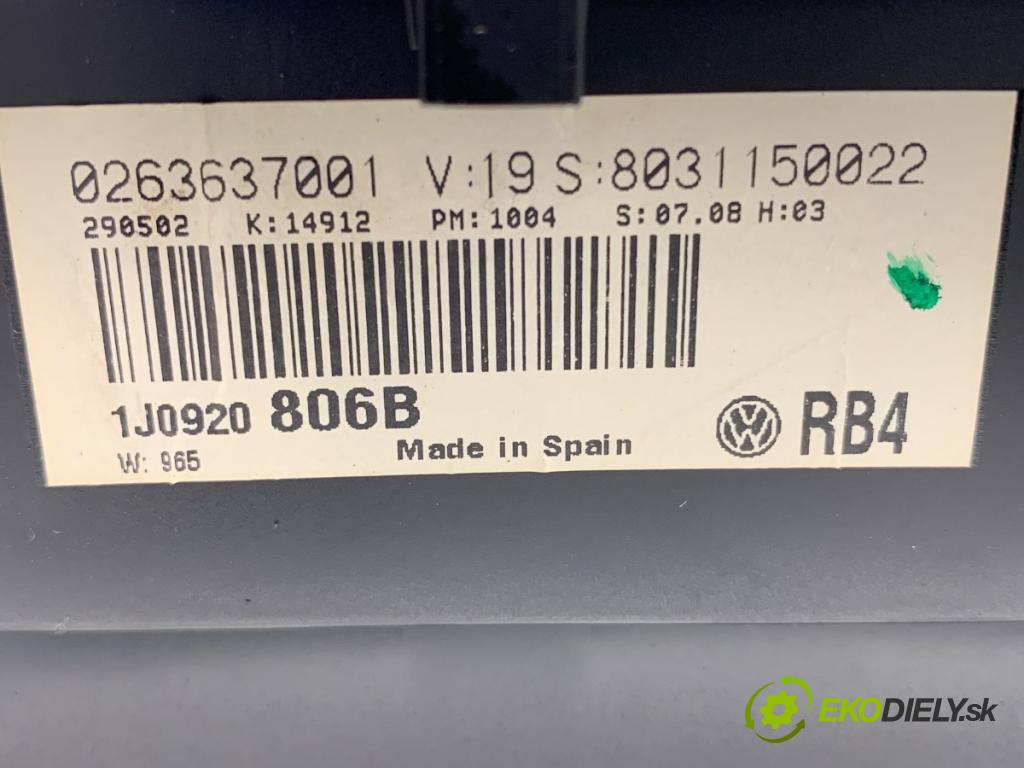 0263637001 V:19 S:8031150022
290502 K:14912 PM:1004 S:07.08 H:03
1J0920 806B
Made in Spain
W: 965
VW RB4
EKODIELY.sk